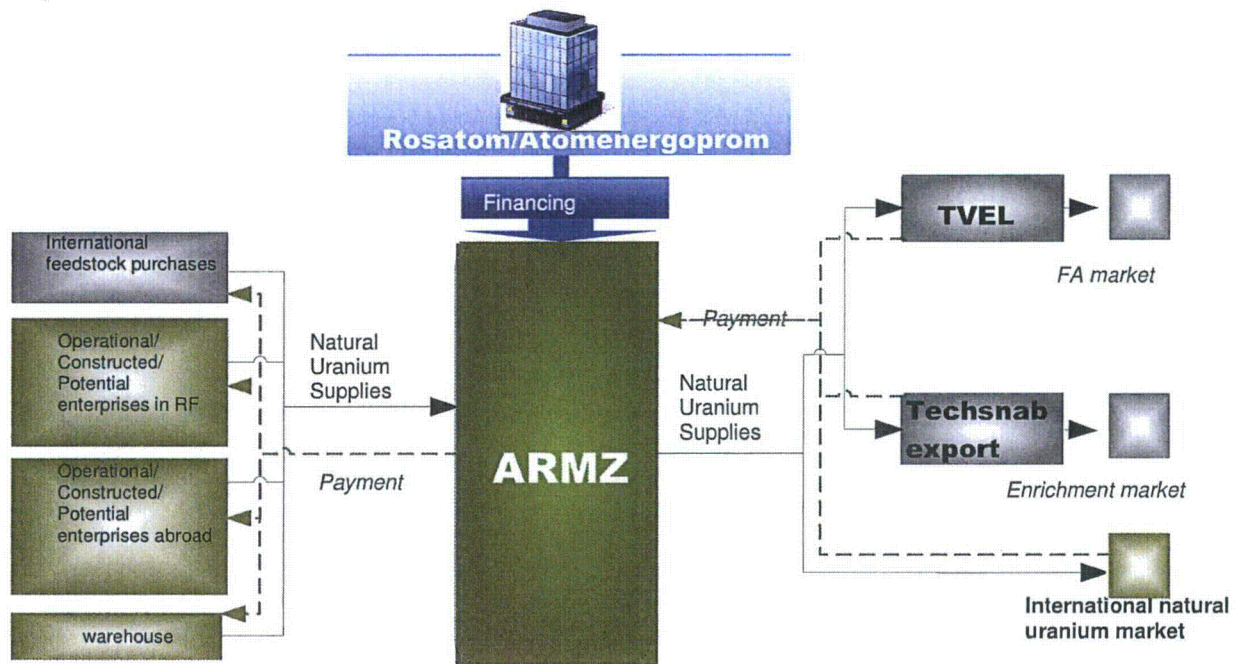 Rosatom/Atomenergoprom
Financing
International
feedstock purchases
Operational/
Constructed/
Potential
enterprises in RF
Operational/
Constructed/
Potential
enterprises abroad
warehouse
Natural
Uranium
Supplies
Payment
ARMZ
Payment
Natural
Uranium
Supplies
TVEL
FA market
Techsnab
export
Enrichment market
International natural
uranium market